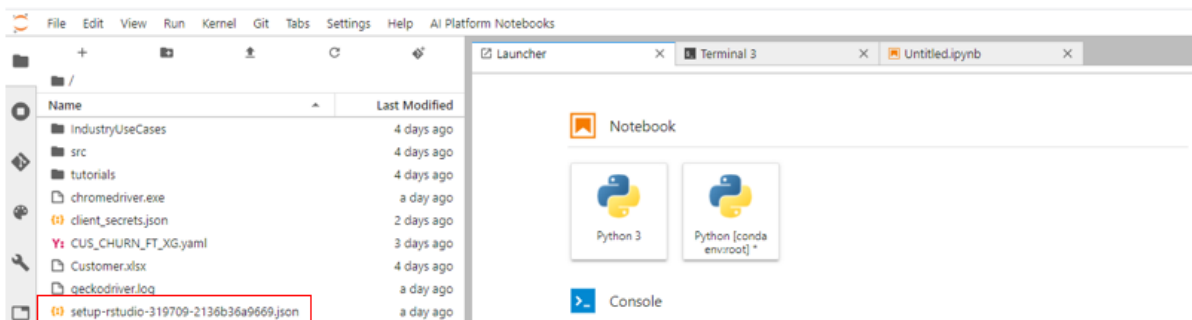 File Edit View Run Kernel Git Tabs Settings Help AI Platform Notebooks
Launcher
Terminal 3
Untitled.ipynb
/
Name Last Modified
IndustryUseCases 4 days ago
src 4 days ago
tutorials 4 days ago
chromedriver.exe a day ago
client_secrets.json 2 days ago
Y: CUS_CHURN_FT_XG.yaml 3 days ago
Customer.xlsx 4 days ago
geckodriver.log a day ago
setup-rstudio-319709-2136b36a9669.json a day ago
Notebook
Python 3
Python [conda
env:root] *
Console